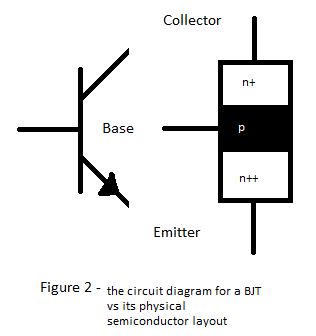 Collector
n+
Base
p
n++
Emitter
Figure 2 - the circuit diagram for a BJT
vs its physical
semiconductor layout